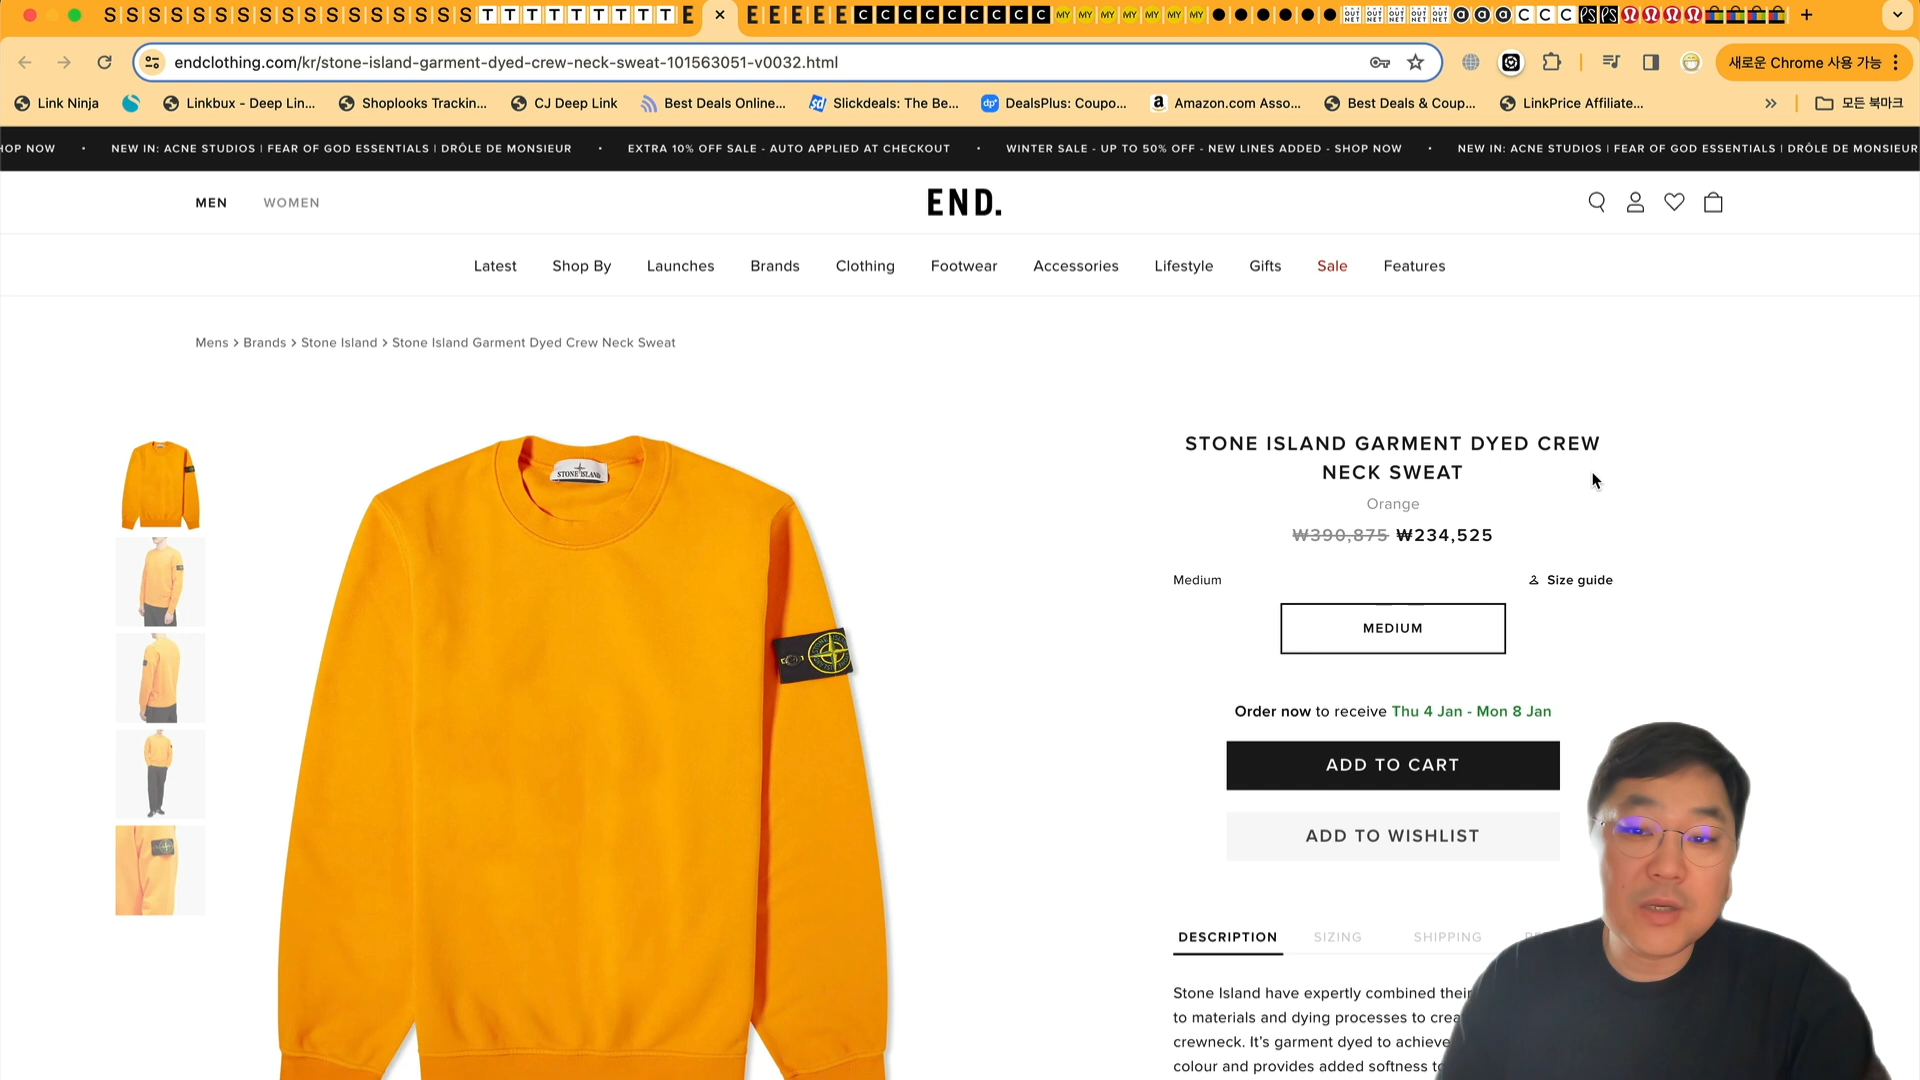 endclothing.com/kr/stone-island-garment-dyed-crew-neck-sweat-101563051-v0032.html
새로운 Chrome 사용 가능
Link Ninja
Linkbux - Deep Lin...
Shoplooks Trackin...
CJ Deep Link
Best Deals Online...
Slickdeals: The Be...
DealsPlus: Coupo...
Amazon.com Asso...
Best Deals & Coup...
LinkPrice Affiliate...
모든 북마크
HOP NOW • NEW IN: ACNE STUDIOS | FEAR OF GOD ESSENTIALS | DRÔLE DE MONSIEUR • EXTRA 10% OFF SALE - AUTO APPLIED AT CHECKOUT • WINTER SALE - UP TO 50% OFF - NEW LINES ADDED - SHOP NOW • NEW IN: ACNE STUDIOS | FEAR OF GOD ESSENTIALS | DRÔLE DE MONSIEUR
MEN WOMEN
END.
Latest Shop By Launches Brands Clothing Footwear Accessories Lifestyle Gifts Sale Features
Mens > Brands > Stone Island > Stone Island Garment Dyed Crew Neck Sweat
STONE ISLAND
STONE ISLAND GARMENT DYED CREW
NECK SWEAT
Orange
₩390,875 ₩234,525
Medium
Size guide
MEDIUM
Order now to receive Thu 4 Jan - Mon 8 Jan
ADD TO CART
ADD TO WISHLIST
DESCRIPTION SIZING SHIPPING
Stone Island have expertly combined their
to materials and dying processes to crea
crewneck. It's garment dyed to achieve
colour and provides added softness to